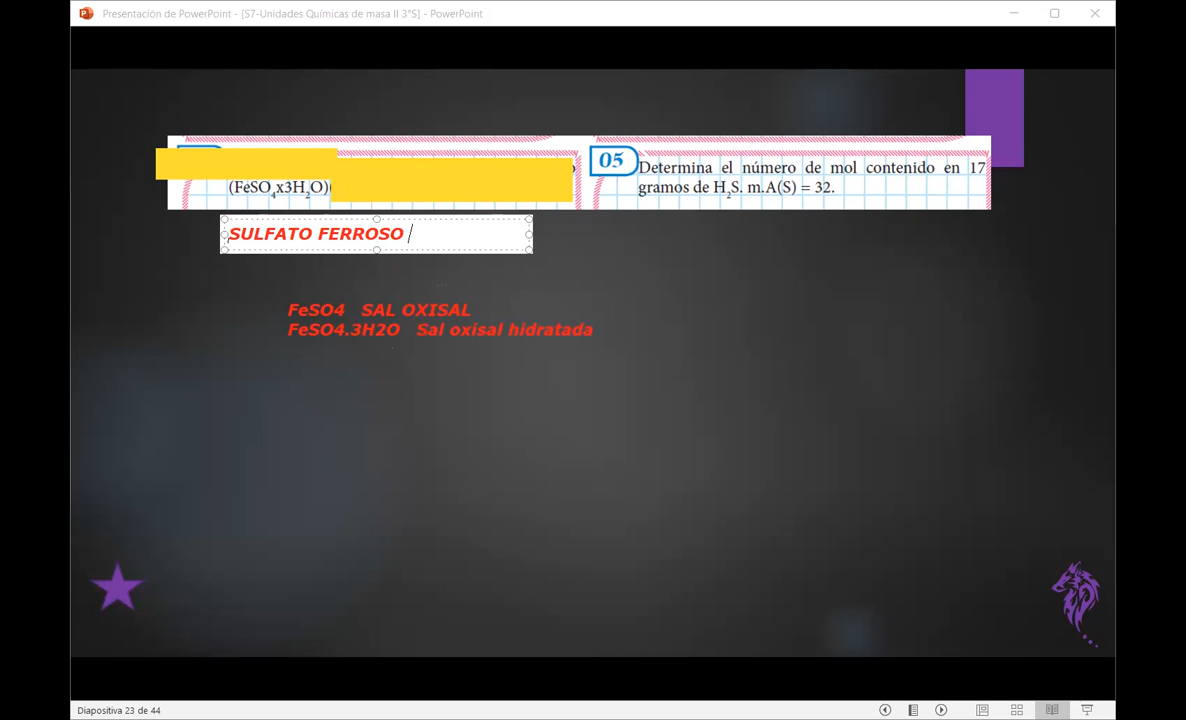 Presentación de PowerPoint - [S7-Unidades Químicas de masa II 3°S] - PowerPoint
(FeSO4x3H2O)(
05 Determina el número de mol contenido en 17
gramos de H2S. m.A(S) = 32.
SULFATO FERROSO
FeSO4 SAL OXISAL
FeSO4.3H2O Sal oxisal hidratada
Diapositiva 23 de 44